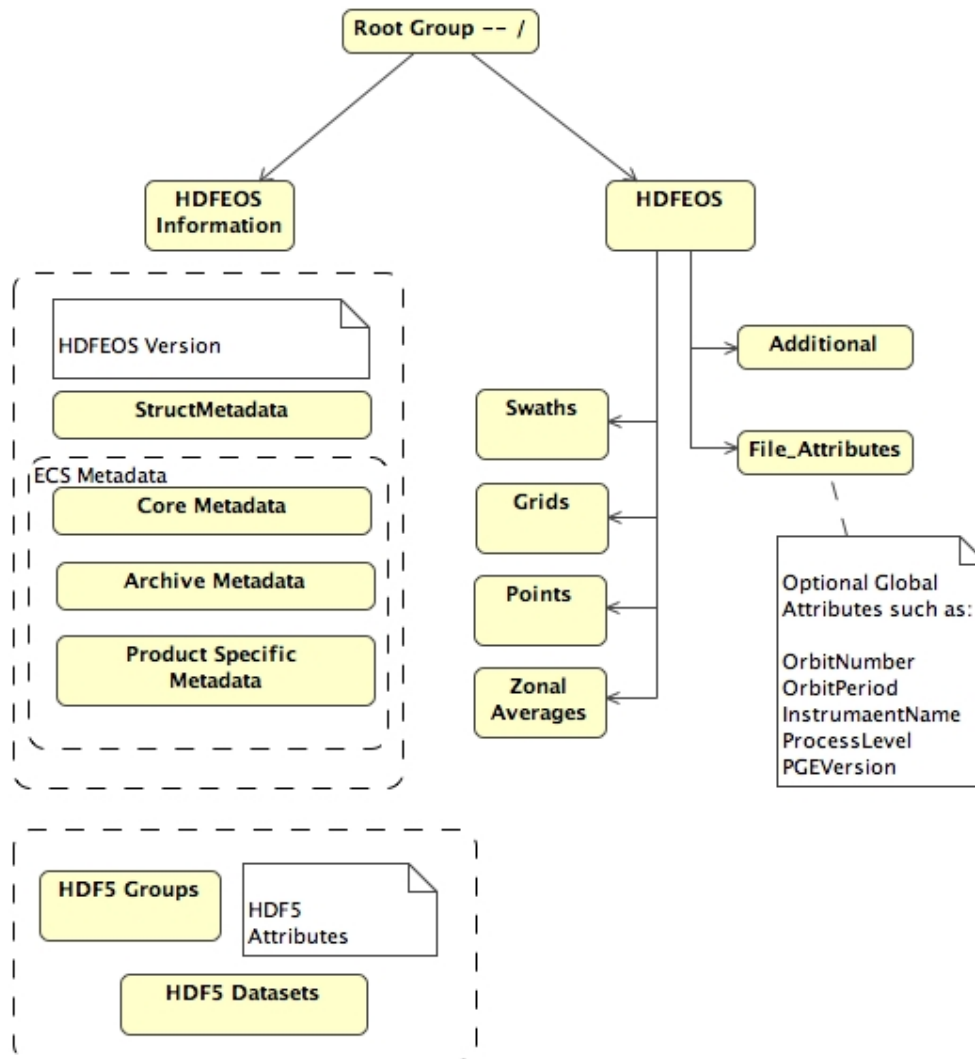 Root Group -- /
HDFEOS
Information
HDFEOS
HDFEOS Version
StructMetadata
ECS Metadata
Core Metadata
Archive Metadata
Product Specific
Metadata
Additional
File_Attributes
Swaths
Grids
Points
Zonal
Averages
Optional Global
Attributes such as:
OrbitNumber
OrbitPeriod
InstrumaentName
ProcessLevel
PGEVersion
HDF5 Groups
HDF5
Attributes
HDF5 Datasets